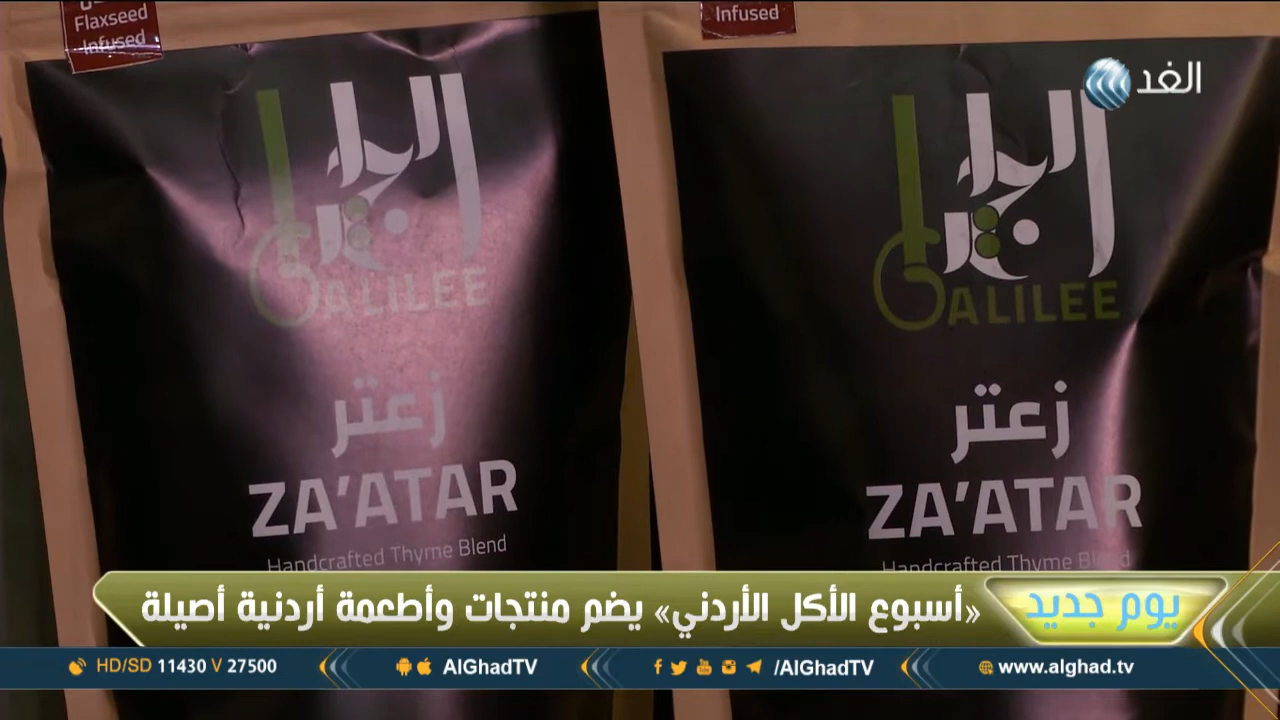 Flaxseed
Infused
Infused
الغد
الجليل
GALILEE
زعتر
ZA'ATAR
Handcrafted Thyme Blend
الجليل
GALILEE
زعتر
ZA'ATAR
Handcrafted Thyme Blend
يوم جديد
«أسبوع الأكل الأردني» يضم منتجات وأطعمة أردنية أصيلة
HD/SD 11430 V 27500
AlGhadTV
/AlGhadTV
www.alghad.tv